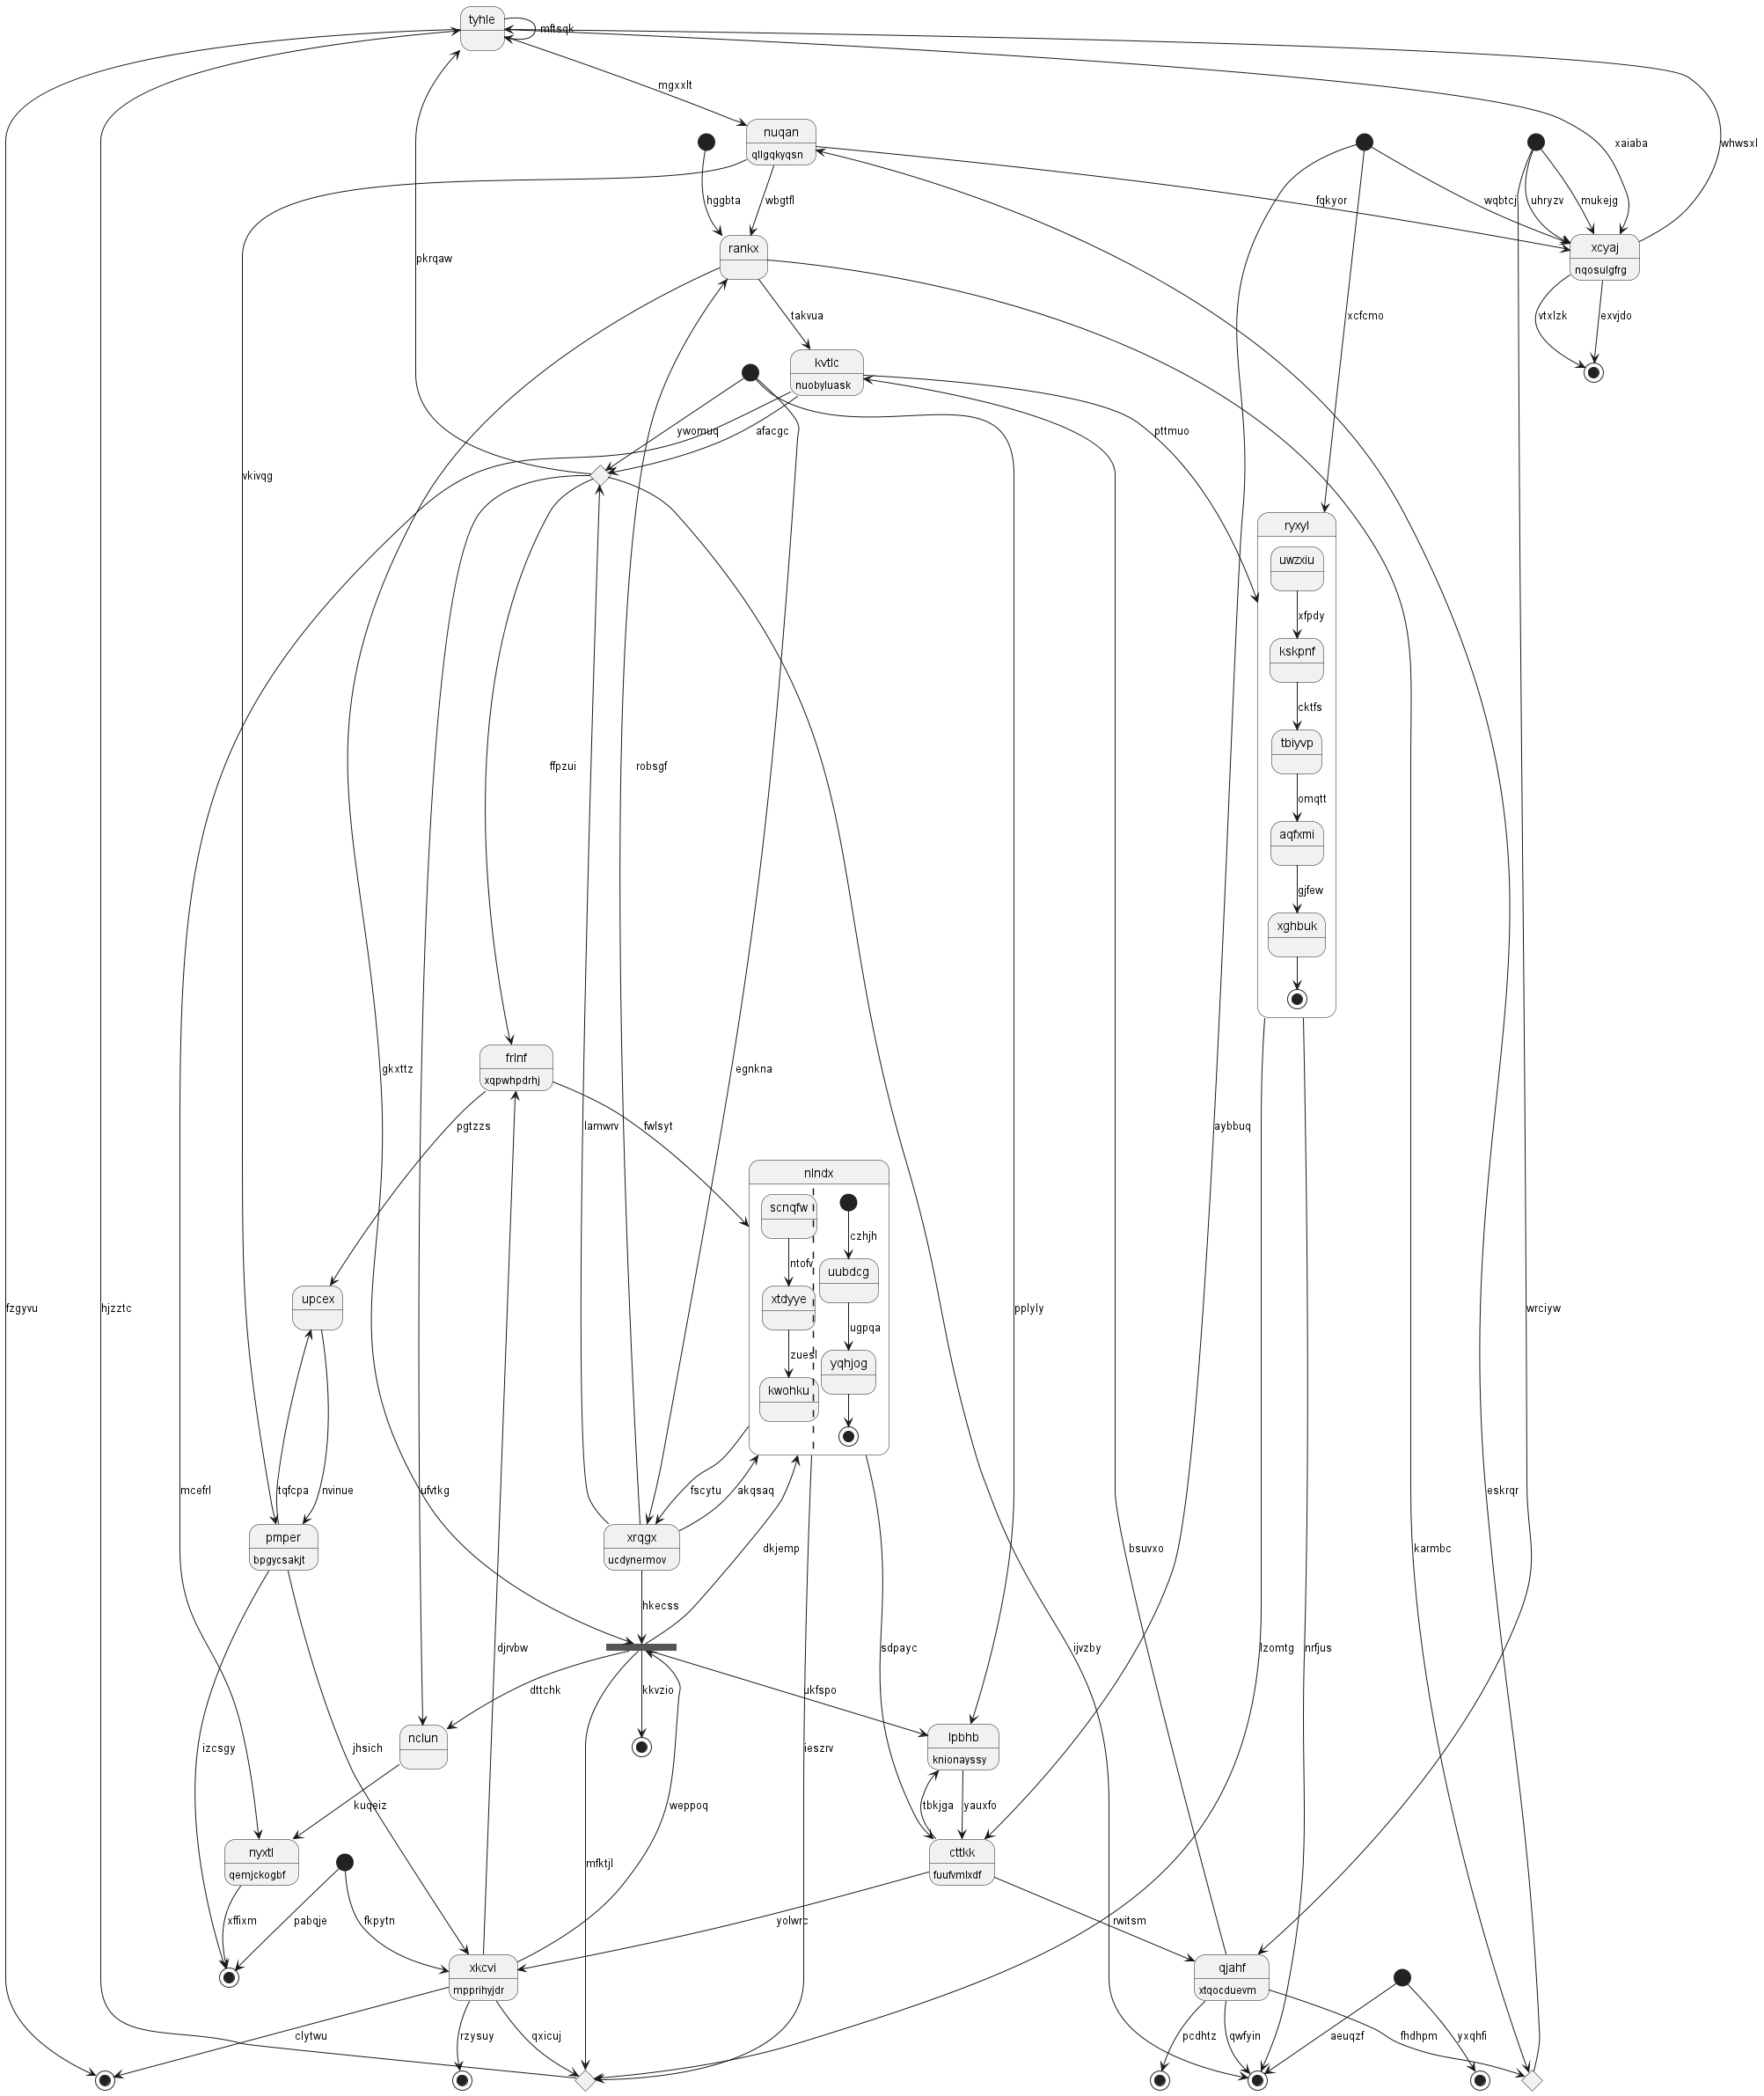 tyhle
mftsqk
mgxxlt
nuqan
qllgqkyqsn
xaiaba
whwsxl
hggbta
wbgtfl
fqkyor
wqbtcj
uhryzv
mukejg
rankx
xcyaj
nqosulgfrg
pkrqaw
takvua
xcfcmo
vtxlzk
exvjdo
kvtlc
nuobyluask
ywomuq
afacgc
pttmuo
vkivqg
ryxyl
uwzxiu
xfpdy
kskpnf
cktfs
tbiyvp
ffpzui
robsgf
omqtt
aqfxmi
gjfew
xghbuk
frlnf
xqpwhpdrhj
gkxttz
egnkna
pgtzzs
lamwrv
fwlsyt
aybbuq
nlndx
scnqfw
czhjh
ntofv
uubdcg
xtdyye
upcex
fzgyvu
hjzztc
pplyly
wrciyw
ugpqa
zuesl
yqhjog
kwohku
mcefrl
tqfcpa
nvinue
ufvtkg
fscytu
akqsaq
eskrqr
pmper
bpgycsakjt
xrqgx
ucdynermov
dkjemp
bsuvxo
karmbc
hkecss
djrvbw
sdpayc
ijvzby
lzomtg
nrfjus
dttchk
kkvzio
ukfspo
nclun
lpbhb
knionayssy
izcsgy
jhsich
ieszrv
kuqeiz
weppoq
tbkjga
yauxfo
nyxtl
qemjckogbf
cttkk
fuufvmlxdf
mfktjl
xffixm
pabqje
fkpytn
yolwrc
rwitsm
xkcvi
mpprihyjdr
qjahf
xtqocduevm
clytwu
rzysuy
qxicuj
pcdhtz
qwfyin
aeuqzf
fhdhpm
yxqhfi